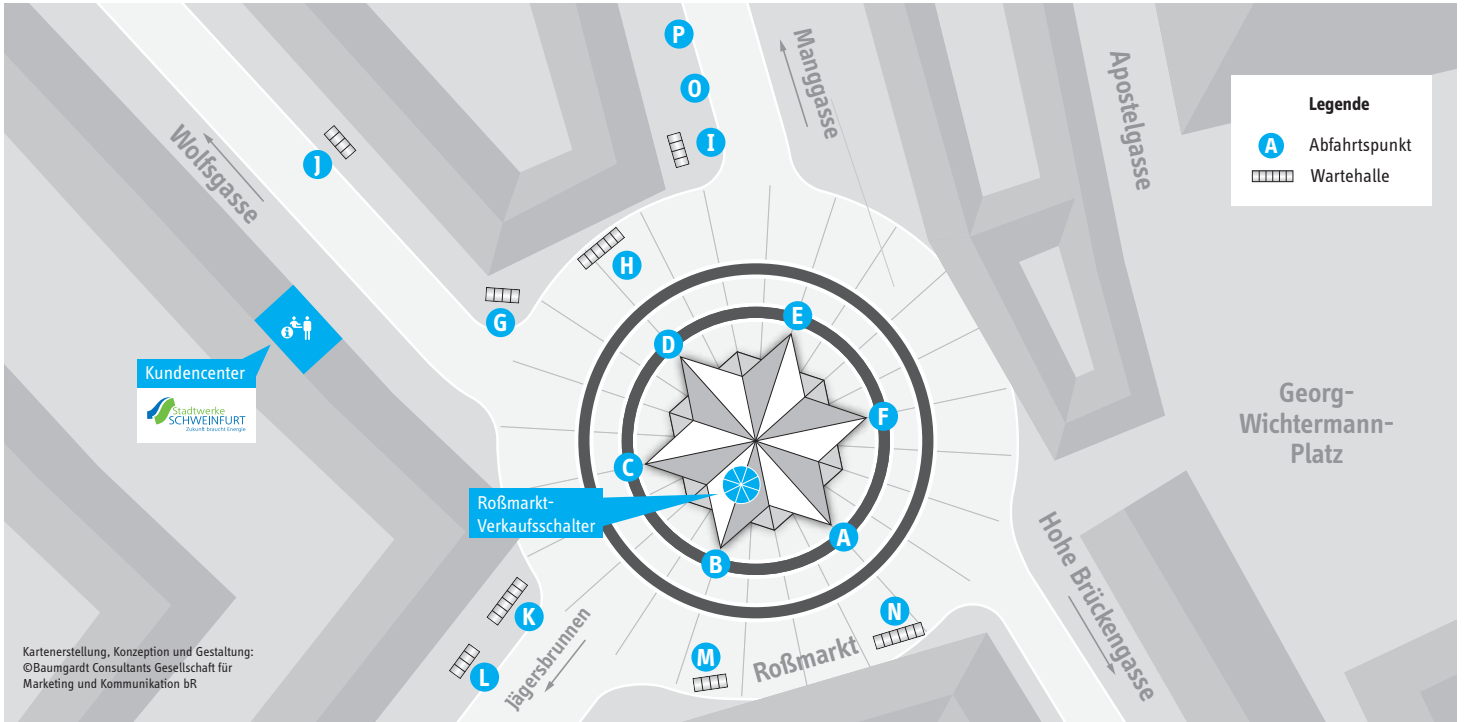 P
O
I
Manggasse
Apostelgasse
Legende
A Abfahrtspunkt
Wartehalle
Wolfsgasse
J
H
G
E
D
F
Kundencenter
Stadtwerke
SCHWEINFURT
Zukunft braucht Energie
Georg-
Wichtermann-
Platz
C
Roßmarkt-
Verkaufsschalter
A
B
Hohe Brückengasse
K
N
L
M
Jägersbrunnen
Roßmarkt
Kartenerstellung, Konzeption und Gestaltung:
©Baumgardt Consultants Gesellschaft für
Marketing und Kommunikation bR